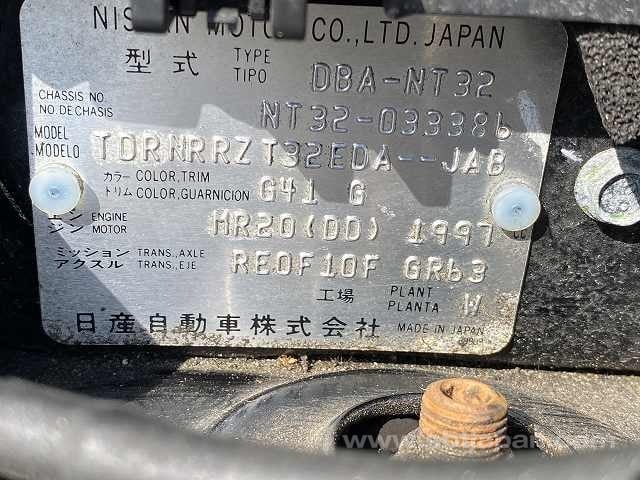 NISSAN MOTOR CO.,LTD. JAPAN
型式 TYPE TIPO DBA-NT32
CHASSIS NO. NO.DE CHASIS NT32-033386
MODEL MODELO TDRNRRZ T32EDA--JAB
カラー COLOR,TRIM
トリム COLOR,GUARNICION G41 G
エンジン ENGINE MOTOR MR20(DD) 1997
ミッション TRANS.,AXLE
アクスル TRANS.,EJE RE0F10F GR63
工場 PLANT PLANTA W
日産自動車株式会社 MADE IN JAPAN